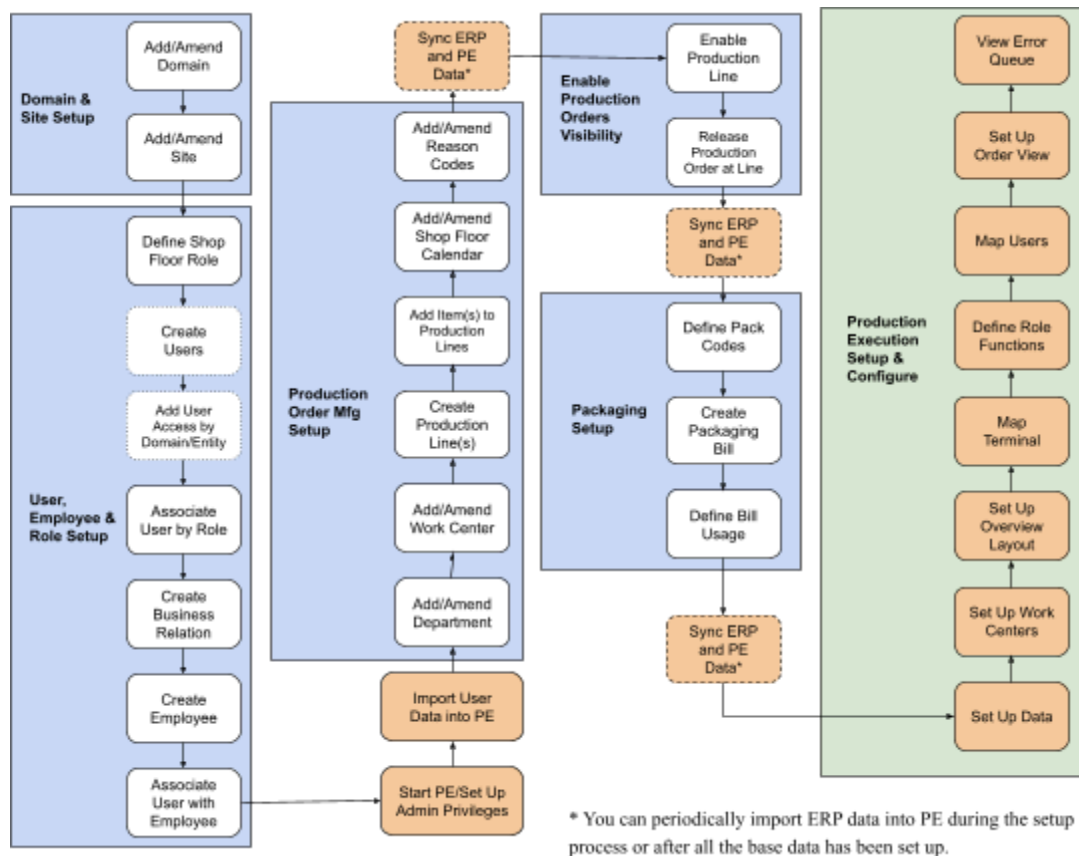 Domain &
Site Setup
Add/Amend
Domain
Add/Amend
Site
User,
Employee &
Role Setup
Define Shop
Floor Role
Create
Users
Add User
Access by
Domain/Entity
Associate
User by Role
Create
Business
Relation
Create
Employee
Associate
User with
Employee
Start PE/Set Up
Admin Privileges
Import User
Data into PE
Production
Order Mfg
Setup
Add/Amend
Department
Add/Amend
Work Center
Create
Production
Line(s)
Add Item(s) to
Production
Lines
Add/Amend
Shop Floor
Calendar
Add/Amend
Reason
Codes
Sync ERP
and PE
Data*
Enable
Production
Orders
Visibility
Enable
Production
Line
Release
Production
Order at Line
Sync ERP
and PE
Data*
Packaging
Setup
Define Pack
Codes
Create
Packaging
Bill
Define Bill
Usage
Sync ERP
and PE
Data*
Production
Execution
Setup &
Configure
Set Up Data
Set Up Work
Centers
Set Up
Overview
Layout
Map
Terminal
Define Role
Functions
Map Users
Set Up
Order View
View Error
Queue
* You can periodically import ERP data into PE during the setup
process or after all the base data has been set up.